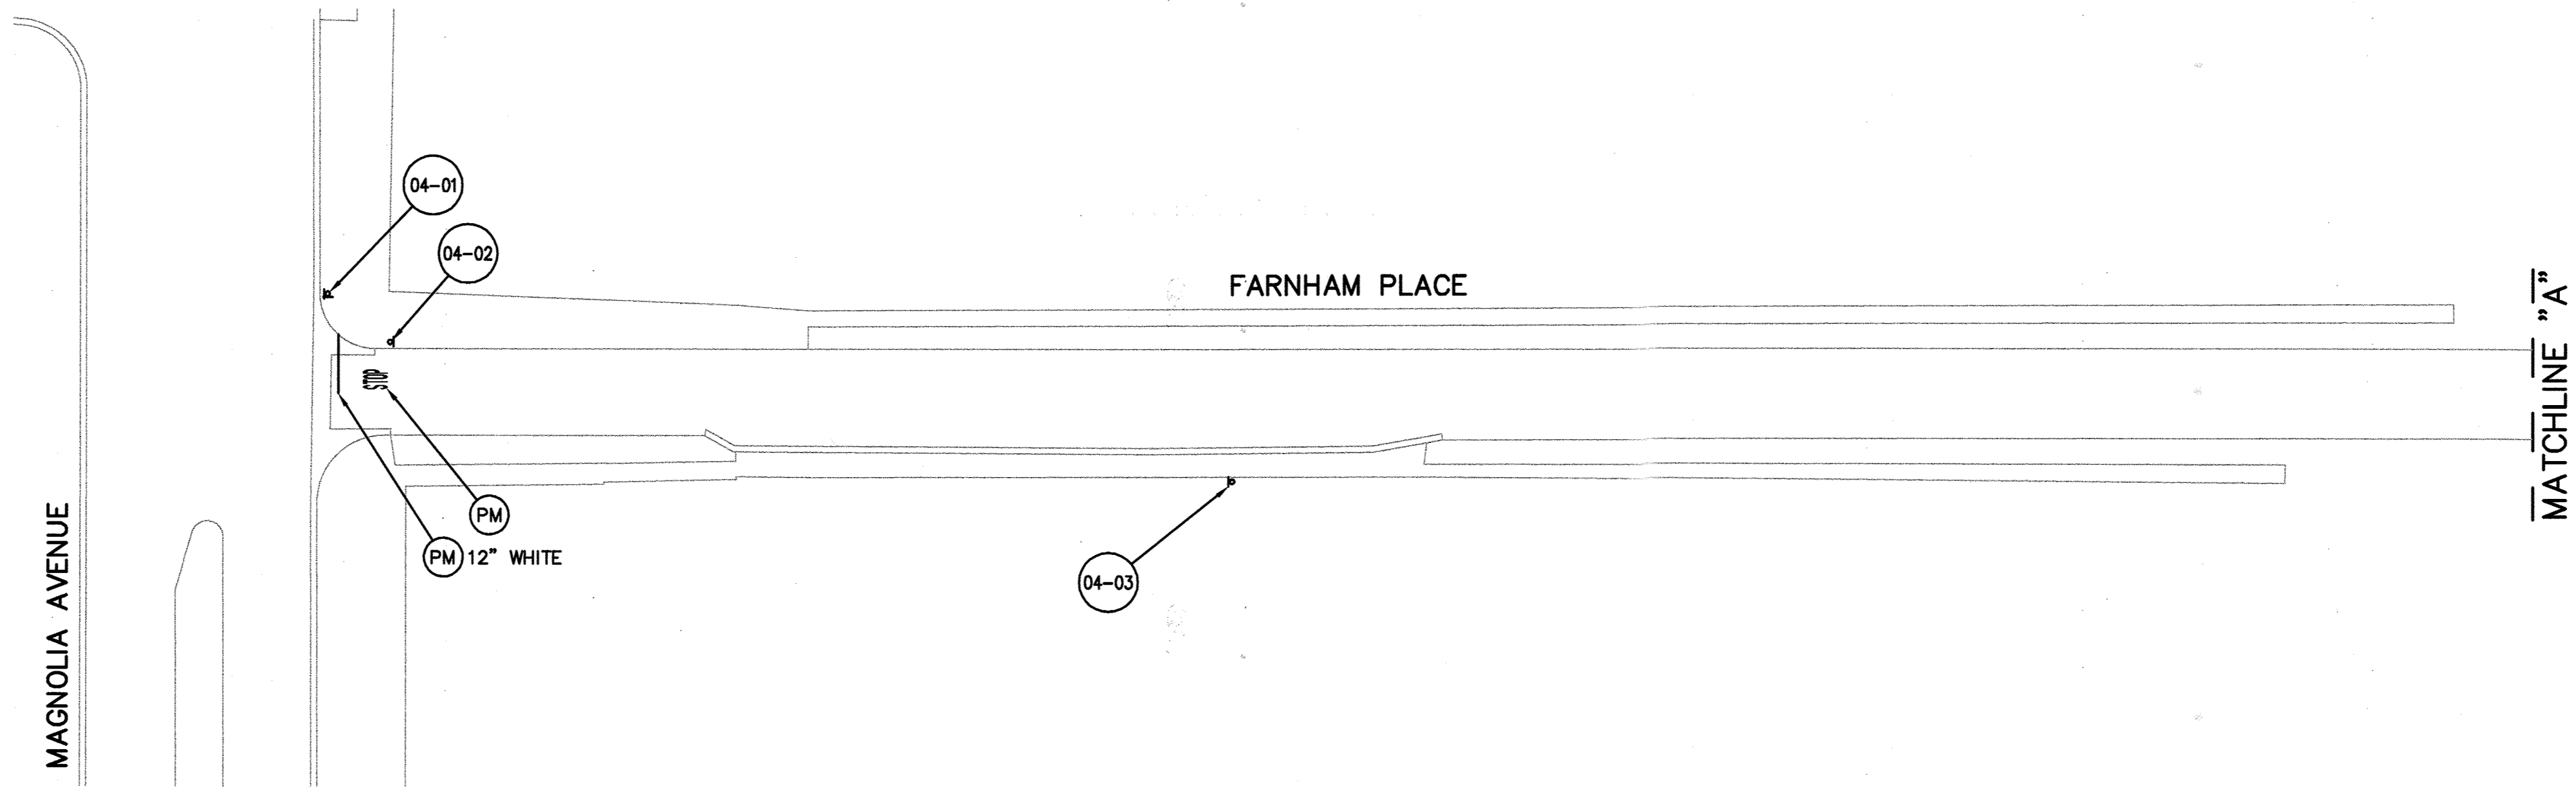 04-01
04-02
FARNHAM PLACE
STOP
PM
PM 12" WHITE
04-03
MAGNOLIA AVENUE
MATCHLINE "A"